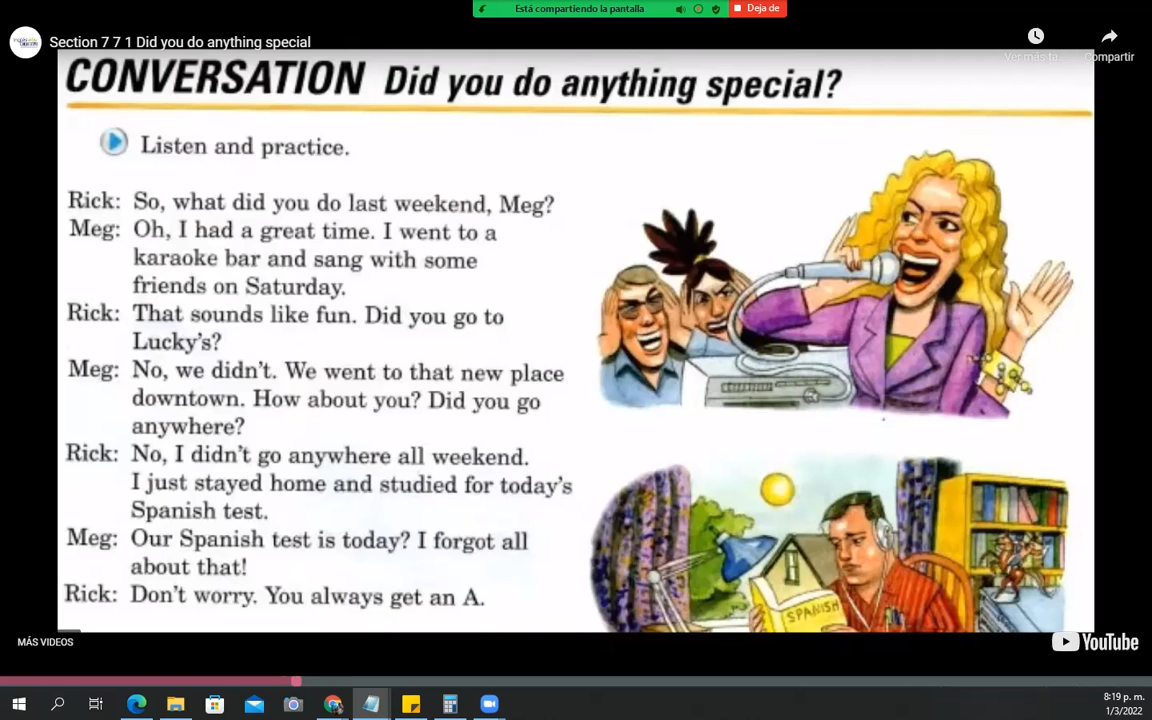 Está compartiendo la pantalla
Deja de
Section 7 7 1 Did you do anything special
Ver más ta...
Compartir
CONVERSATION Did you do anything special?
Listen and practice.
Rick: So, what did you do last weekend, Meg?
Meg: Oh, I had a great time. I went to a
karaoke bar and sang with some
friends on Saturday.
Rick: That sounds like fun. Did you go to
Lucky's?
Meg: No, we didn't. We went to that new place
downtown. How about you? Did you go
anywhere?
Rick: No, I didn't go anywhere all weekend.
I just stayed home and studied for today's
Spanish test.
Meg: Our Spanish test is today? I forgot all
about that!
Rick: Don't worry. You always get an A.
SPANISH
MÁS VIDEOS
YouTube
8:19 p. m.
1/3/2022